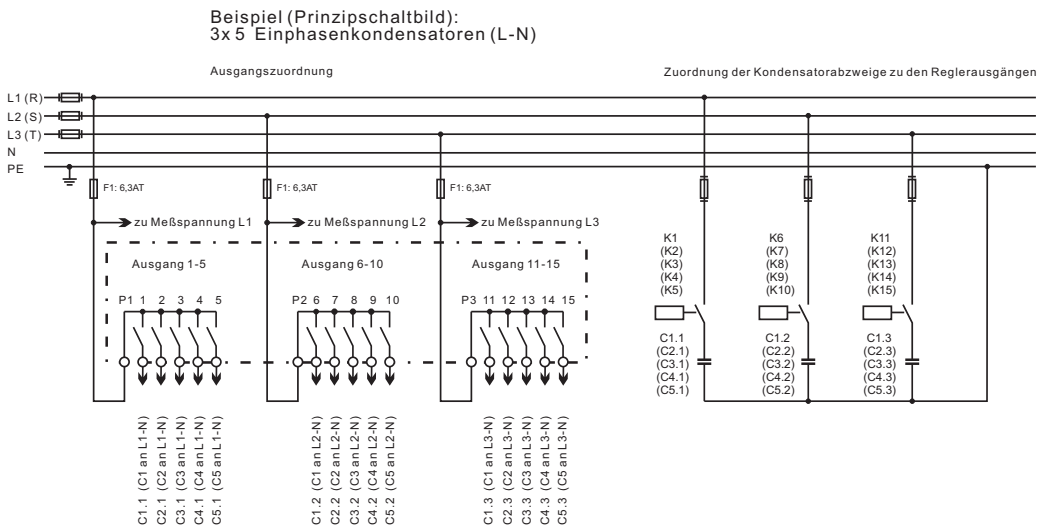 Beispiel (Prinzipschaltbild):
3x 5 Einphasenkondensatoren (L-N)
Ausgangszuordnung
Zuordnung der Kondensatorabzweige zu den Reglerausgängen
L1 (R)
L2 (S)
L3 (T)
N
PE
F1: 6,3AT
F1: 6,3AT
F1: 6,3AT
zu Meßspannung L1
zu Meßspannung L2
zu Meßspannung L3
Ausgang 1-5
Ausgang 6-10
Ausgang 11-15
P1 1 2 3 4 5
P2 6 7 8 9 10
P3 11 12 13 14 15
K1
(K2)
(K3)
(K4)
(K5)
K6
(K7)
(K8)
(K9)
(K10)
K11
(K12)
(K13)
(K14)
(K15)
C1.1
(C2.1)
(C3.1)
(C4.1)
(C5.1)
C1.2
(C2.2)
(C3.2)
(C4.2)
(C5.2)
C1.3
(C2.3)
(C3.3)
(C4.3)
(C5.3)
C1.1 (C1 an L1-N)
C2.1 (C2 an L1-N)
C3.1 (C3 an L1-N)
C4.1 (C4 an L1-N)
C5.1 (C5 an L1-N)
C1.2 (C1 an L2-N)
C2.2 (C2 an L2-N)
C3.2 (C3 an L2-N)
C4.2 (C4 an L2-N)
C5.2 (C5 an L2-N)
C1.3 (C1 an L3-N)
C2.3 (C2 an L3-N)
C3.3 (C3 an L3-N)
C4.3 (C4 an L3-N)
C5.3 (C5 an L3-N)